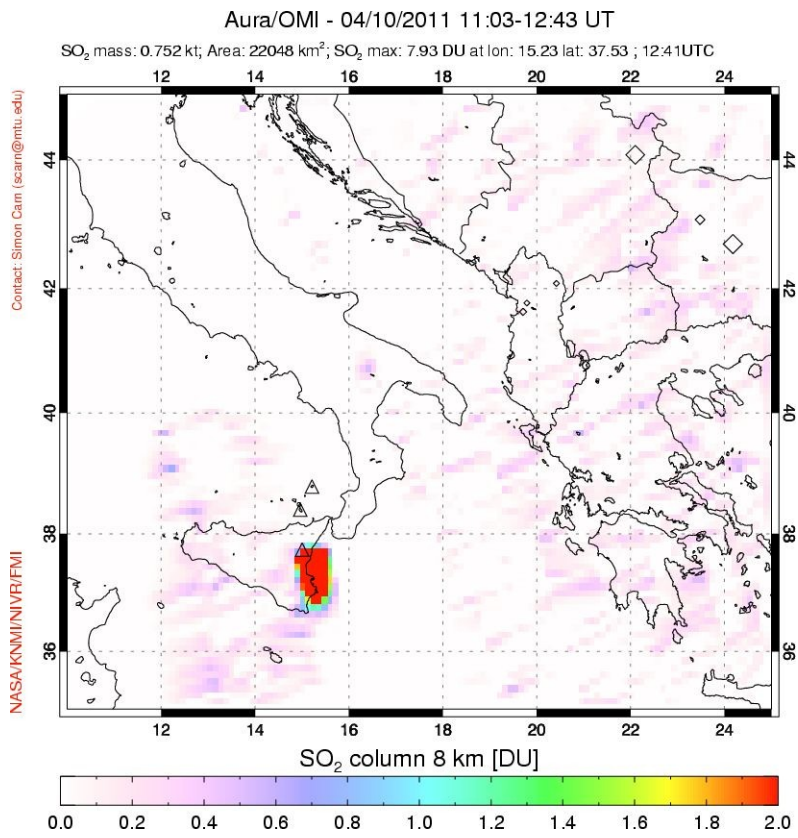 Aura/OMI - 04/10/2011 11:03-12:43 UT
SO₂ mass: 0.752 kt; Area: 22048 km²; SO₂ max: 7.93 DU at lon: 15.23 lat: 37.53 ; 12:41UTC
12 14 16 18 20 22 24
44 44
42 42
40 40
38 38
36 36
12 14 16 18 20 22 24
Contact: Simon Carn (scarn@mtu.edu)
NASA/KNMI/NIVR/FMI
SO₂ column 8 km [DU]
0.0 0.2 0.4 0.6 0.8 1.0 1.2 1.4 1.6 1.8 2.0